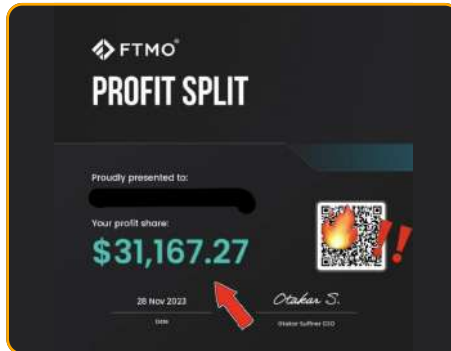 FTMO®
PROFIT SPLIT
Proudly presented to:
Your profit share:
$31,167.27
28 Nov 2023
Otakar S.
Date
Otakar Suffner CEO